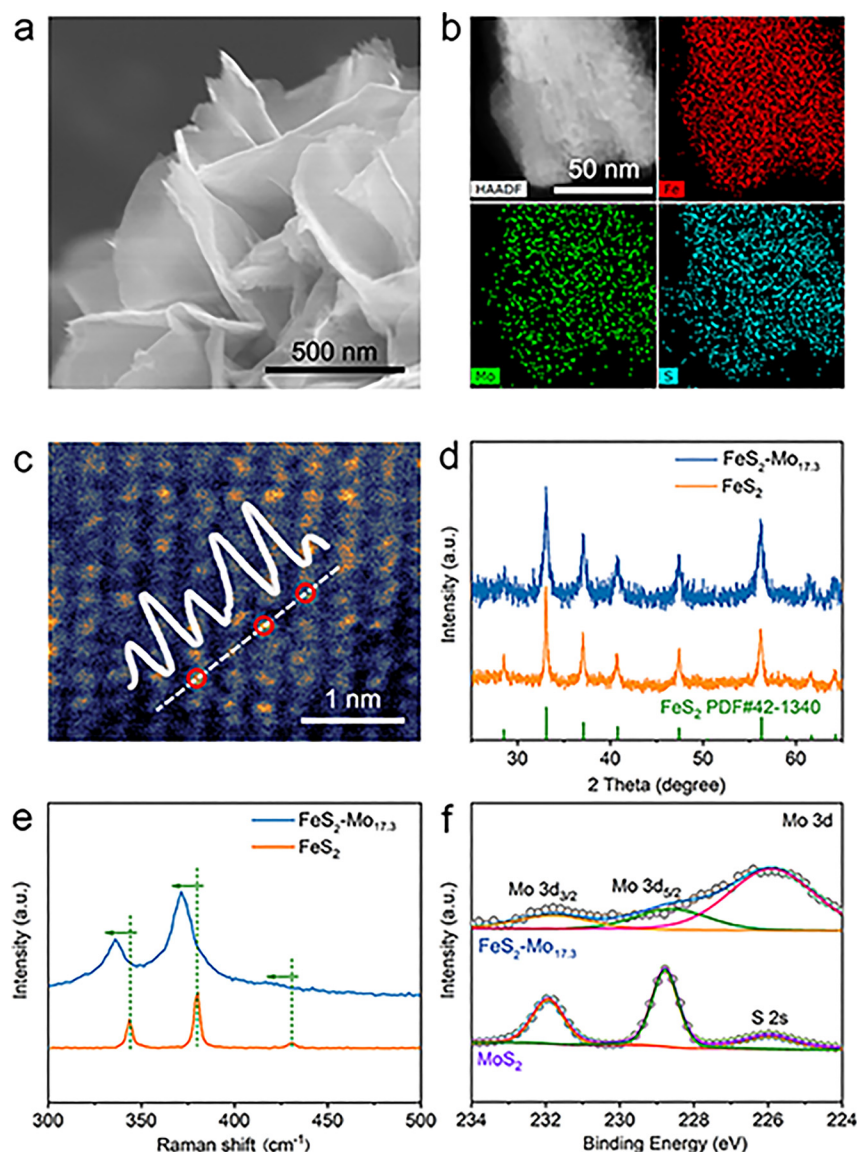 a
500 nm
b
HAADF
50 nm
Fe
Mo
S
c
1 nm
d
FeS₂-Mo₁₇.₃
FeS₂
FeS₂ PDF#42-1340
Intensity (a.u.)
30 40 50 60
2 Theta (degree)
e
FeS₂-Mo₁₇.₃
FeS₂
Intensity (a.u.)
300 350 400 450 500
Raman shift (cm⁻¹)
f
Mo 3d
Mo 3d₃/₂
Mo 3d₅/₂
FeS₂-Mo₁₇.₃
S 2s
MoS₂
Intensity (a.u.)
234 232 230 228 226 224
Binding Energy (eV)